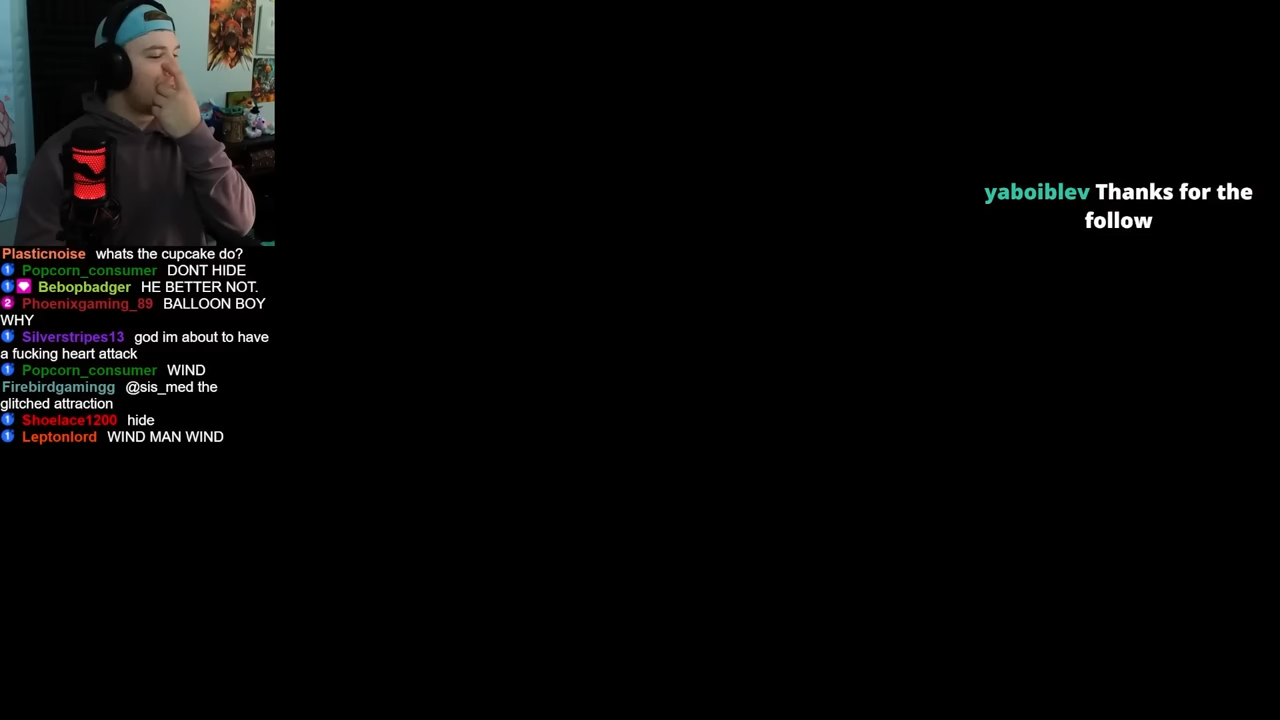 Plasticnoise whats the cupcake do?
Popcorn_consumer DONT HIDE
Bebopbadger HE BETTER NOT.
Phoenixgaming_89 BALLOON BOY
WHY
Silverstripes13 god im about to have
a fucking heart attack
Popcorn_consumer WIND
Firebirdgamingg @sis_med the
glitched attraction
Shoelace1200 hide
Leptonlord WIND MAN WIND
yaboiblev Thanks for the
follow